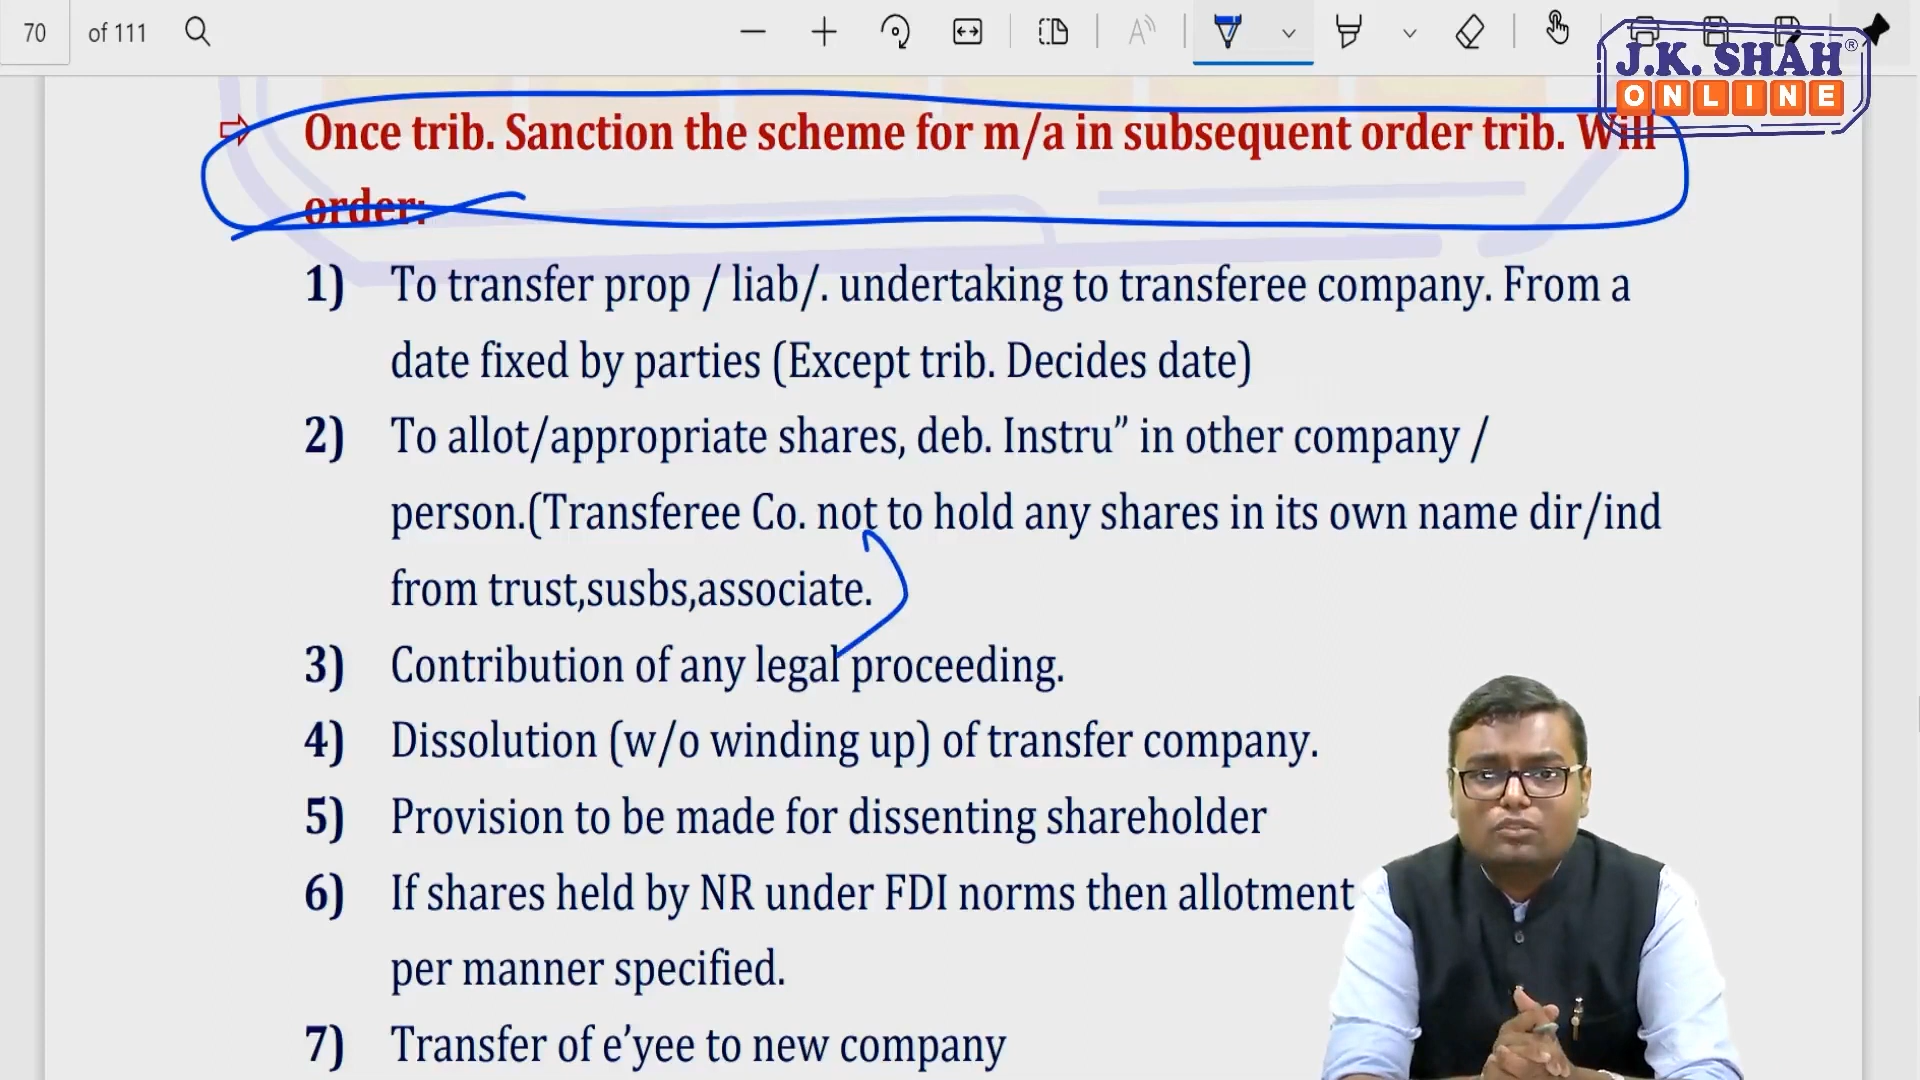 70 of 111
J.K. SHAH®
ONLINE
Once trib. Sanction the scheme for m/a in subsequent order trib. Will
order:
1) To transfer prop / liab/. undertaking to transferee company. From a
date fixed by parties (Except trib. Decides date)
2) To allot/appropriate shares, deb. Instru” in other company /
person.(Transferee Co. not to hold any shares in its own name dir/ind
from trust,susbs,associate.
3) Contribution of any legal proceeding.
4) Dissolution (w/o winding up) of transfer company.
5) Provision to be made for dissenting shareholder
6) If shares held by NR under FDI norms then allotment
per manner specified.
7) Transfer of e’yee to new company